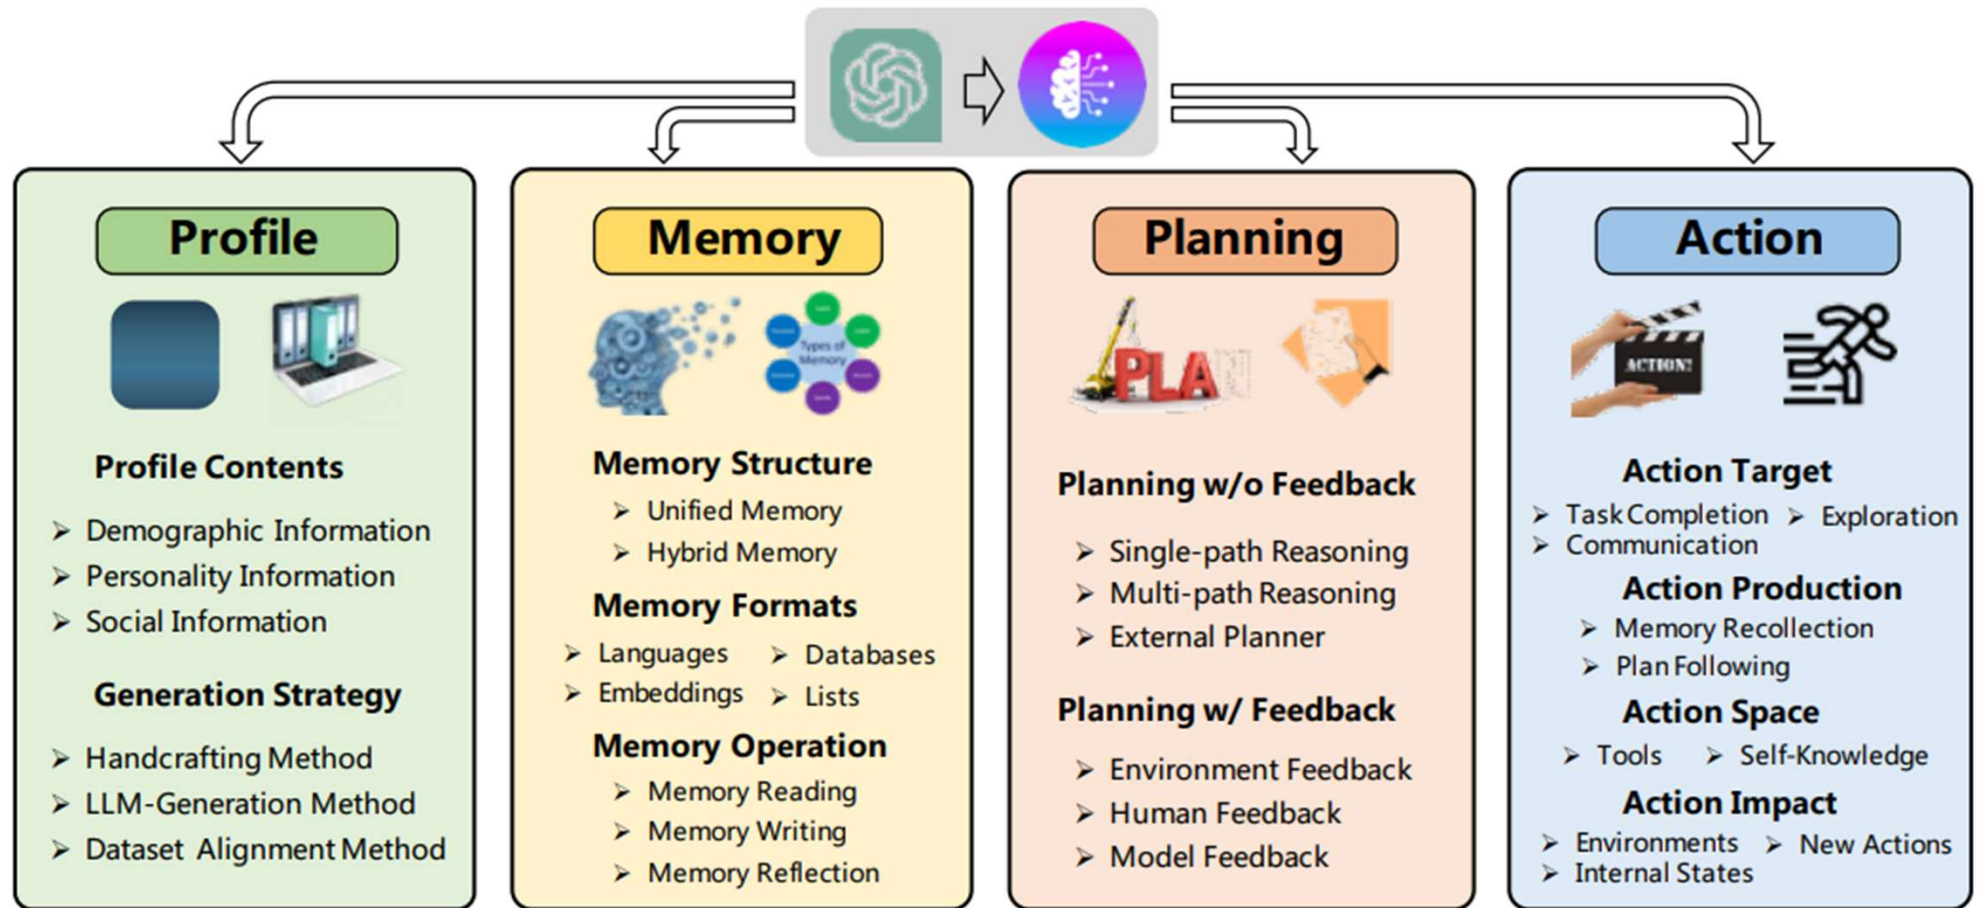 Profile
Profile Contents
➢ Demographic Information
➢ Personality Information
➢ Social Information
Generation Strategy
➢ Handcrafting Method
➢ LLM-Generation Method
➢ Dataset Alignment Method
Memory
Types of
Memory
Memory Structure
➢ Unified Memory
➢ Hybrid Memory
Memory Formats
➢ Languages ➢ Databases
➢ Embeddings ➢ Lists
Memory Operation
➢ Memory Reading
➢ Memory Writing
➢ Memory Reflection
Planning
PLAN
Planning w/o Feedback
➢ Single-path Reasoning
➢ Multi-path Reasoning
➢ External Planner
Planning w/ Feedback
➢ Environment Feedback
➢ Human Feedback
➢ Model Feedback
Action
ACTION!
Action Target
➢ Task Completion ➢ Exploration
➢ Communication
Action Production
➢ Memory Recollection
➢ Plan Following
Action Space
➢ Tools ➢ Self-Knowledge
Action Impact
➢ Environments ➢ New Actions
➢ Internal States